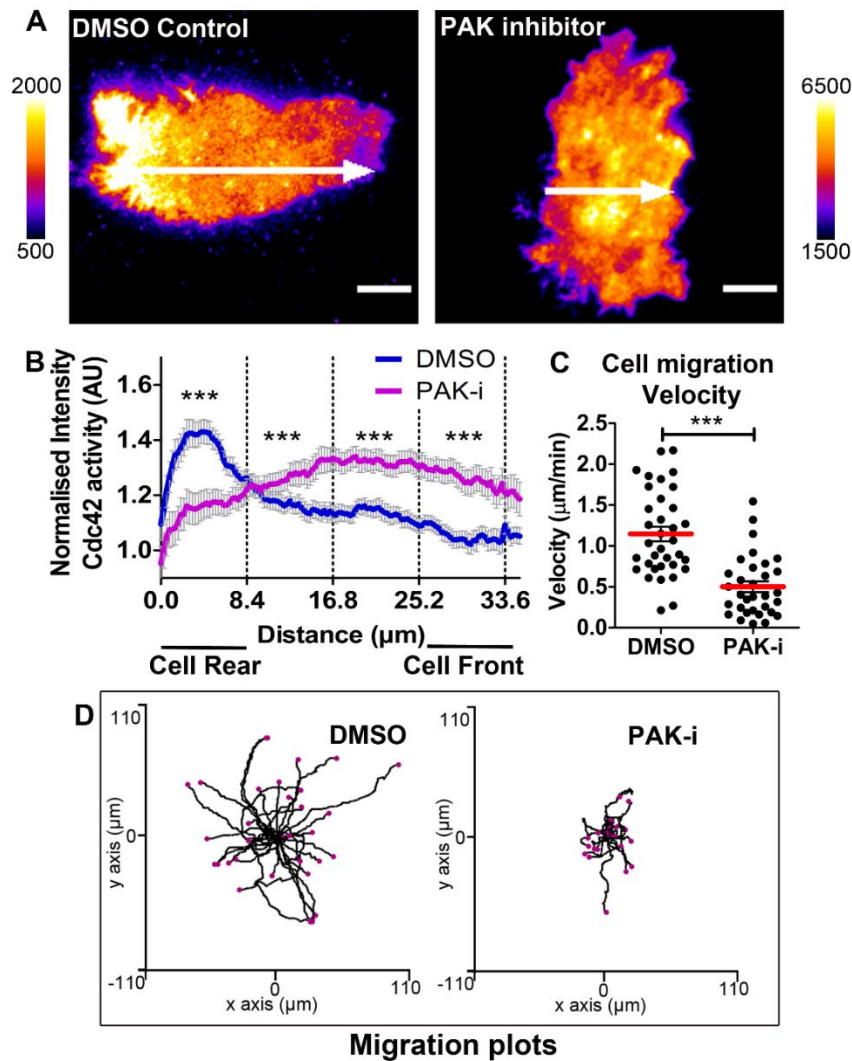 A
DMSO Control
PAK inhibitor
2000
500
6500
1500
B
DMSO
PAK-i
Normalised Intensity
Cdc42 activity (AU)
1.6
1.4
1.2
1.0
***
***
***
***
0.0
8.4
16.8
25.2
33.6
Distance (µm)
Cell Rear
Cell Front
C
Cell migration
Velocity
***
Velocity (µm/min)
2.5
2.0
1.5
1.0
0.5
0.0
DMSO
PAK-i
D
DMSO
110
y axis (µm)
0
-110
0
110
x axis (µm)
PAK-i
110
y axis (µm)
0
-110
0
110
x axis (µm)
Migration plots